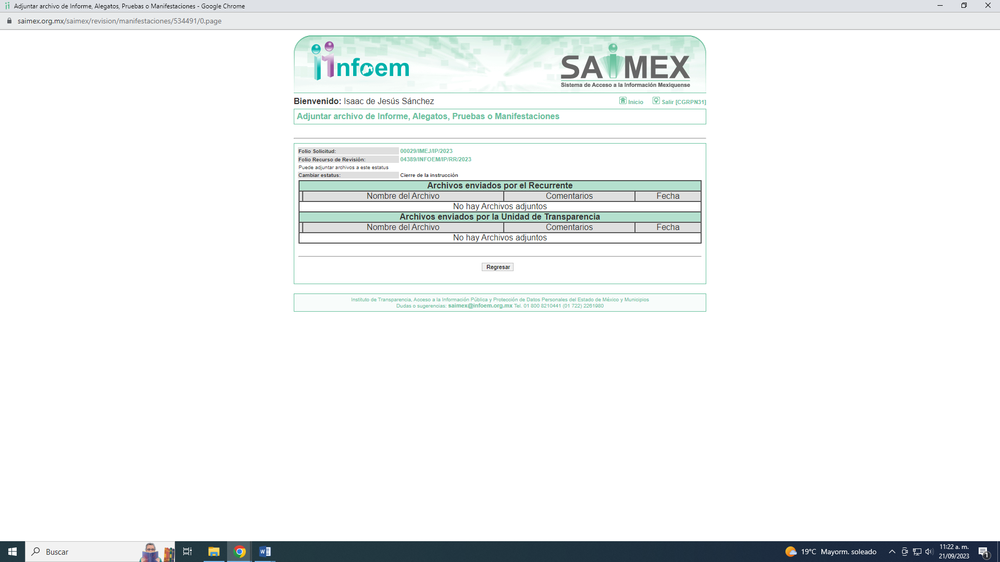 Adjuntar archivo de Informe, Alegatos, Pruebas o Manifestaciones - Google Chrome
saimex.org.mx/saimex/revision/manifestaciones/534491/0.page
infoem
SAIMEX
Sistema de Acceso a la Información Mexiquense
Bienvenido: Isaac de Jesús Sánchez
Inicio Salir [CGRPN31]
Adjuntar archivo de Informe, Alegatos, Pruebas o Manifestaciones
Folio Solicitud: 00029/IMEJ/IP/2023
Folio Recurso de Revisión: 04389/INFOEM/IP/RR/2023
Puede adjuntar archivos a este estatus
Cambiar estatus: Cierre de la instrucción
Archivos enviados por el Recurrente
Nombre del Archivo Comentarios Fecha
No hay Archivos adjuntos
Archivos enviados por la Unidad de Transparencia
Nombre del Archivo Comentarios Fecha
No hay Archivos adjuntos
Regresar
Instituto de Transparencia, Acceso a la Información Pública y Protección de Datos Personales del Estado de México y Municipios
Dudas o sugerencias: saimex@infoem.org.mx Tel. 01 800 8210441 (01 722) 2261980
Buscar
19°C Mayorm. soleado
11:22 a. m.
21/09/2023
1